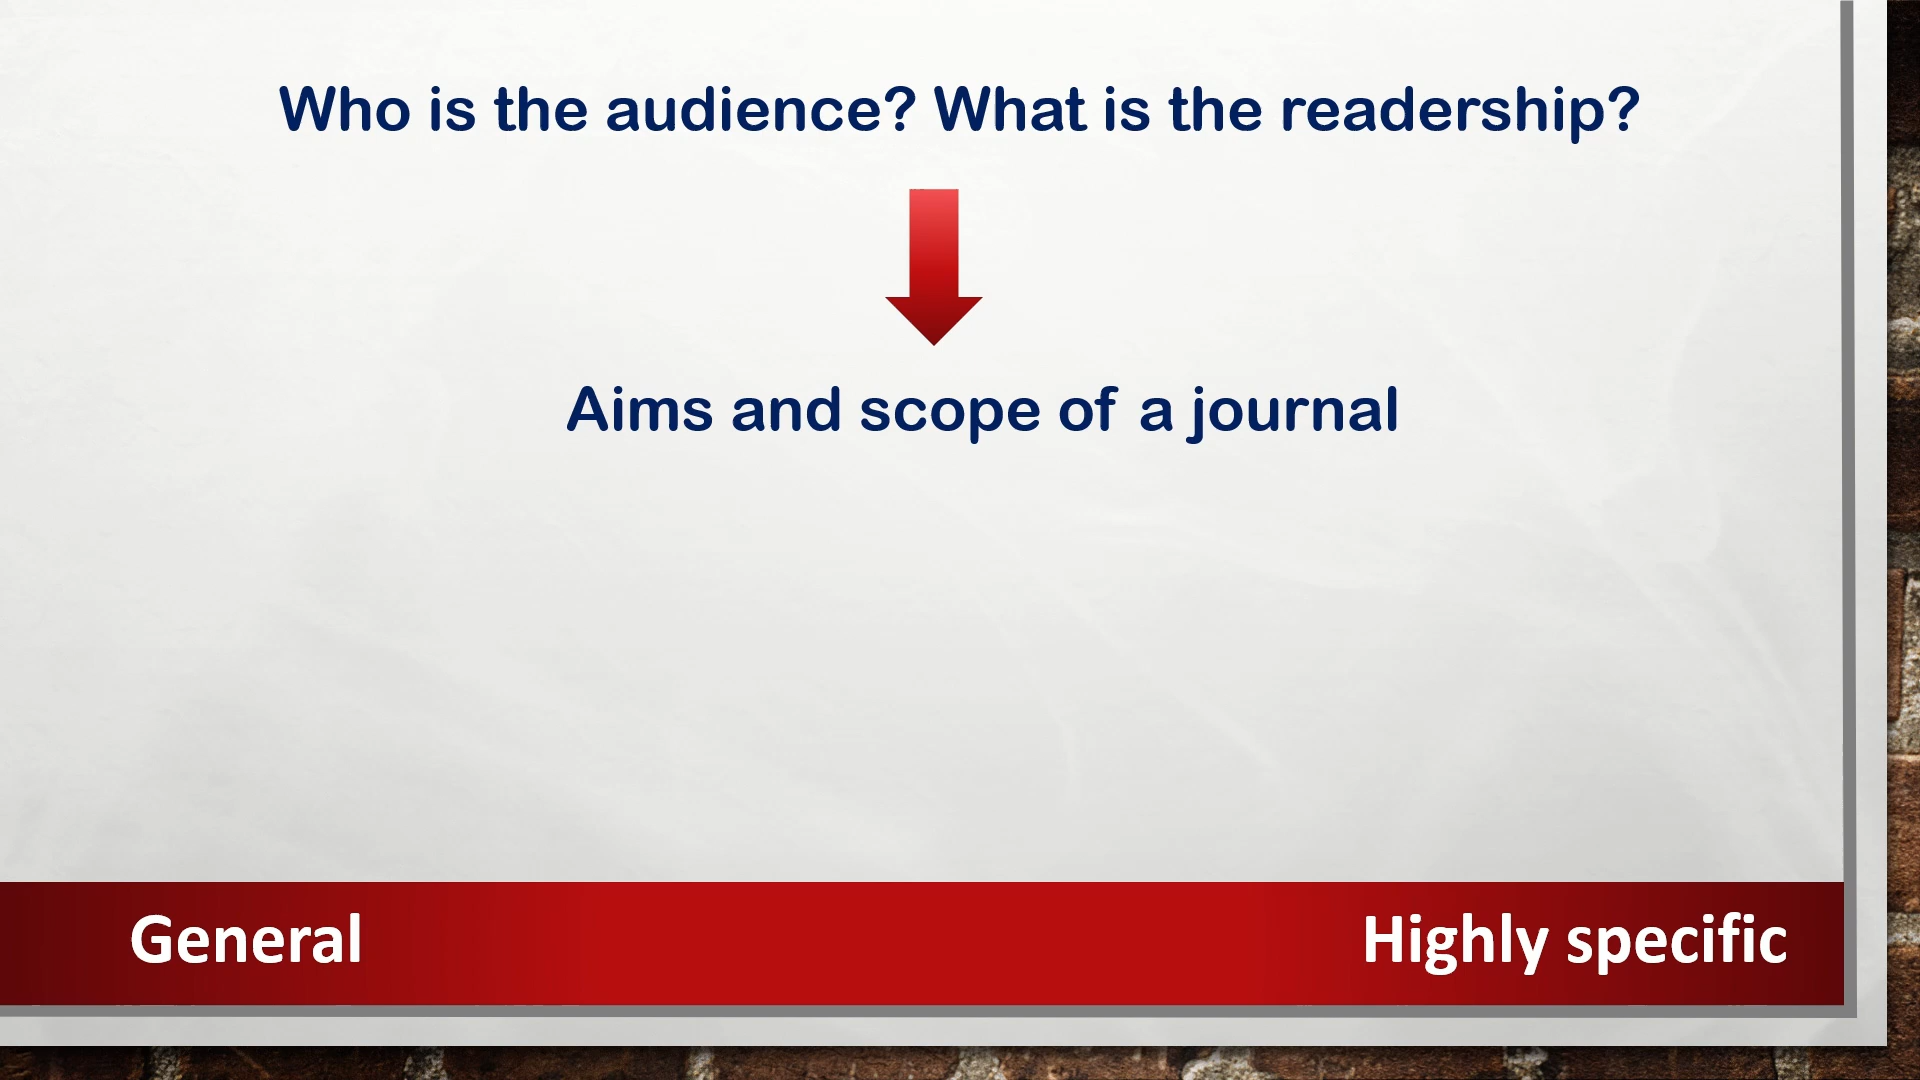 Who is the audience? What is the readership?
Aims and scope of a journal
General
Highly specific